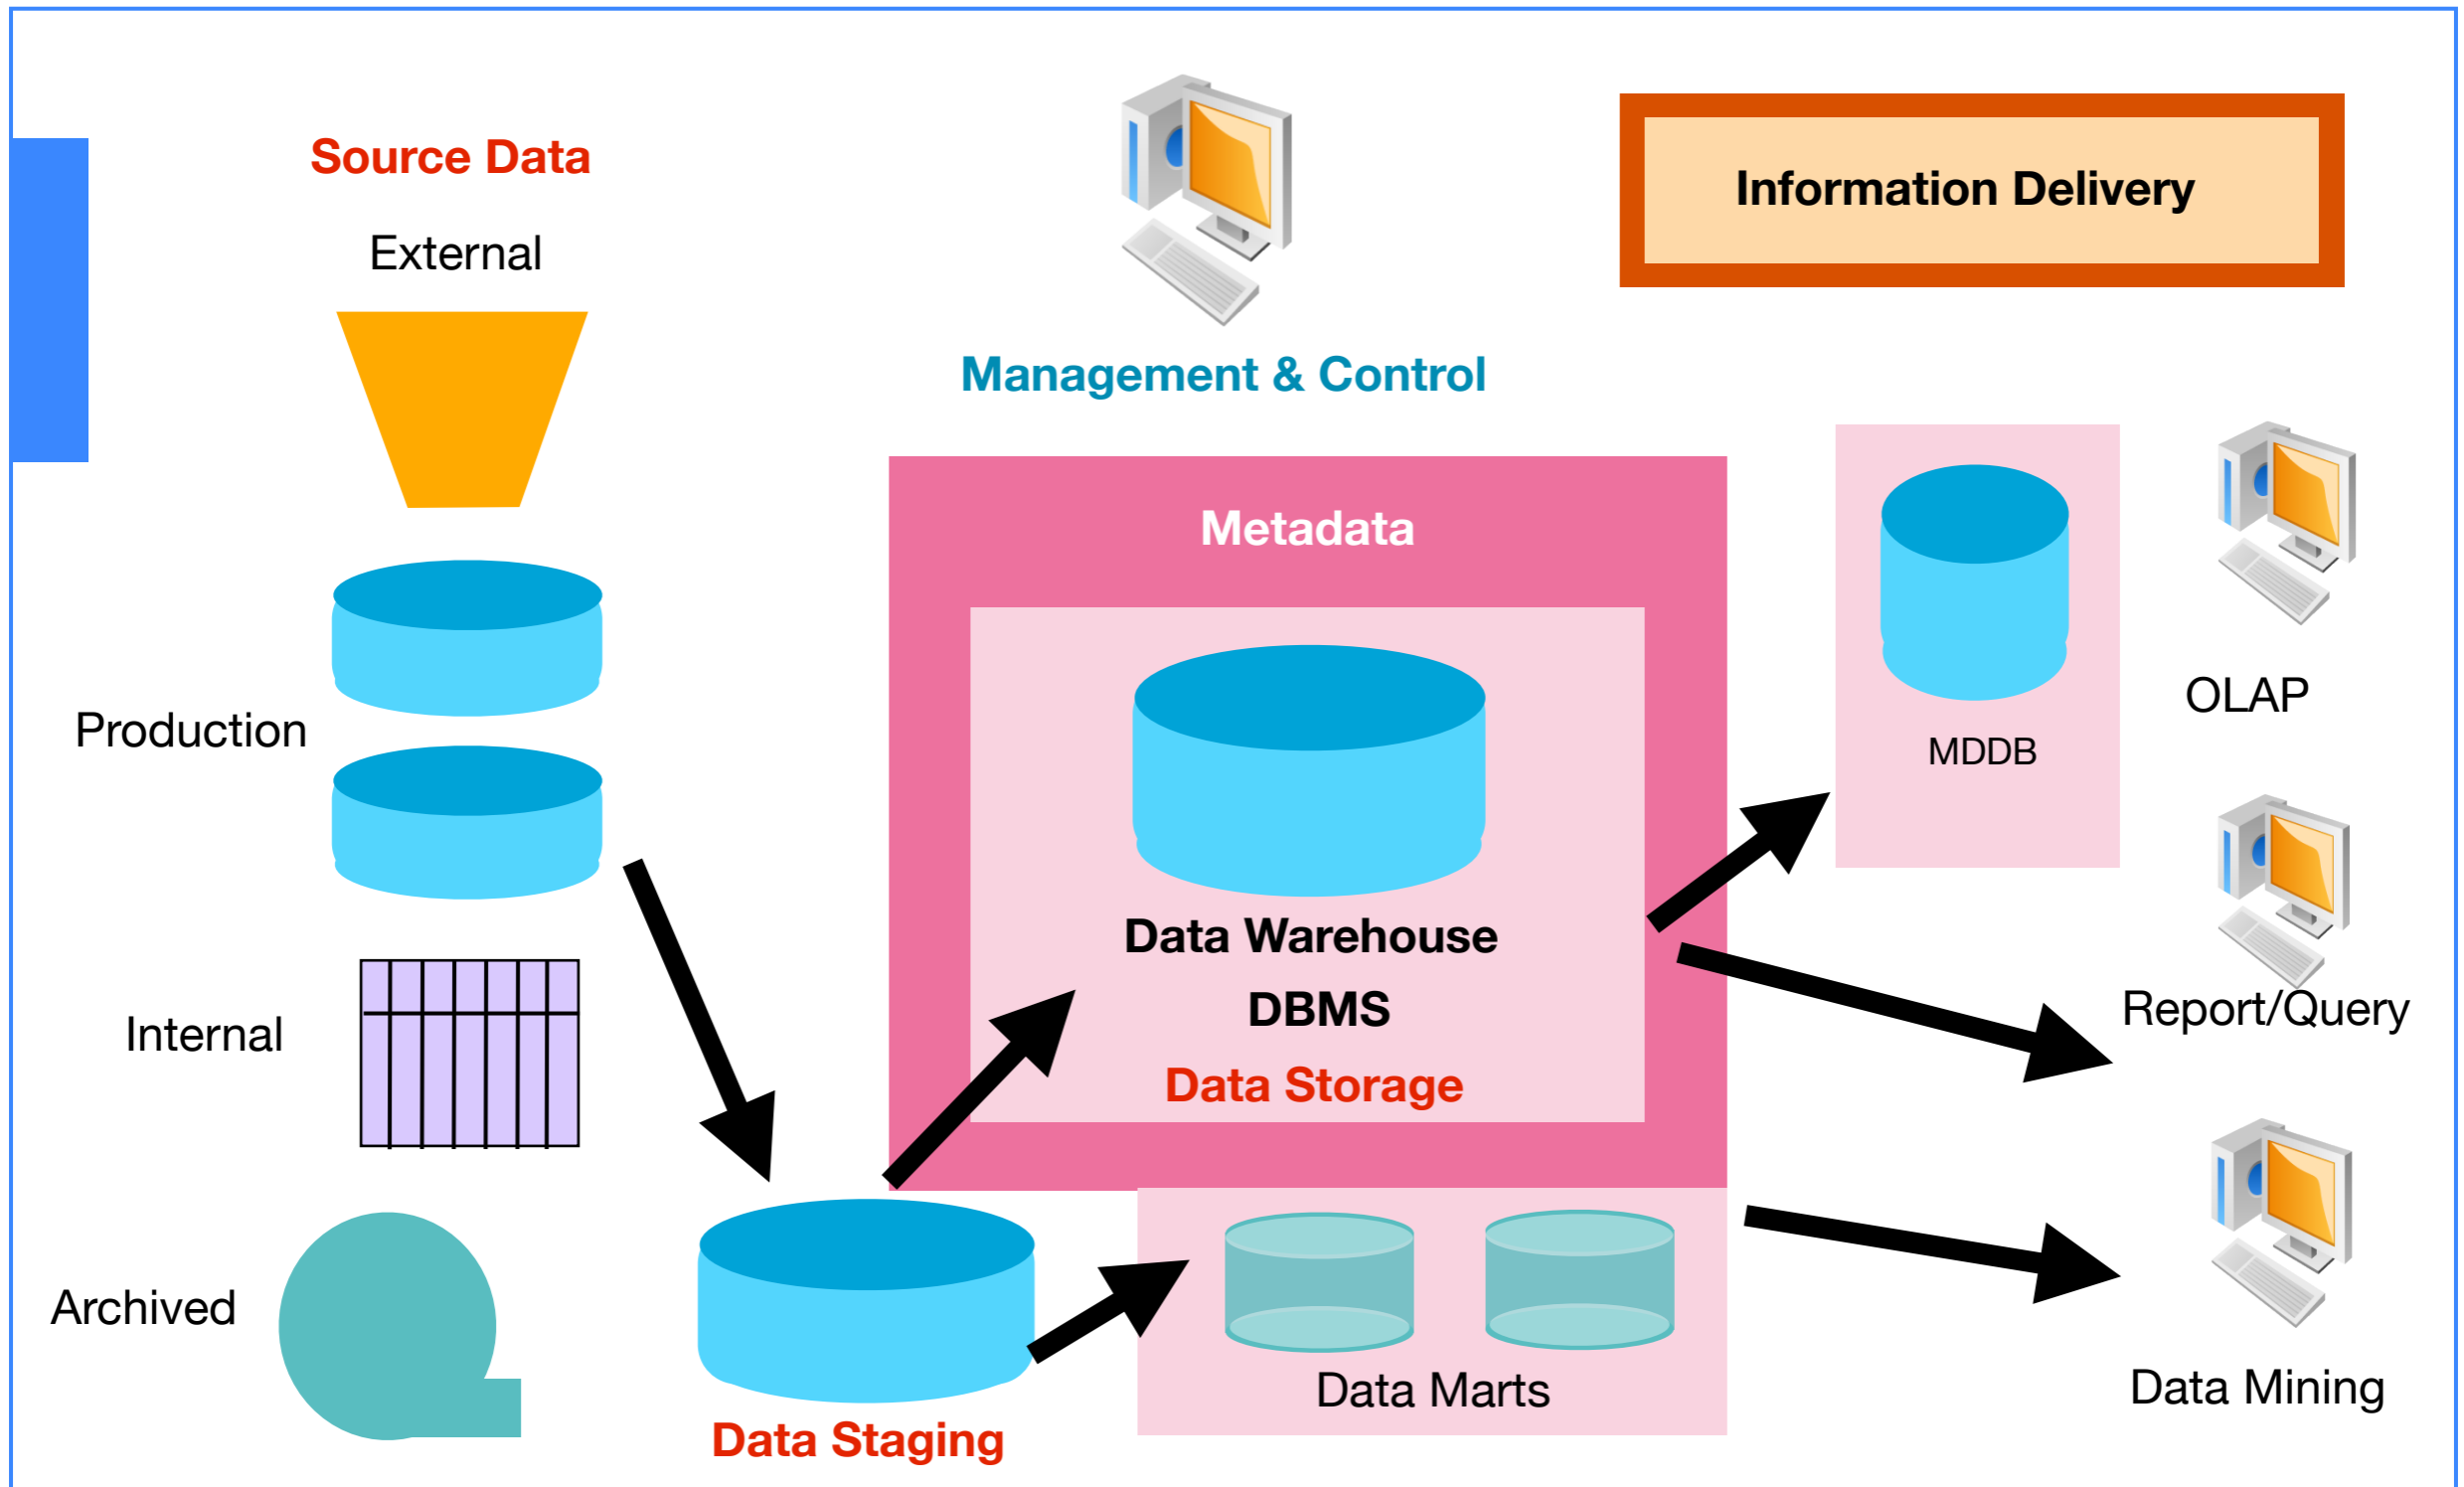 Source Data
External
Production
Internal
Archived
Data Staging
Management & Control
Metadata
Data Warehouse
DBMS
Data Storage
Data Marts
Information Delivery
MDDB
OLAP
Report/Query
Data Mining